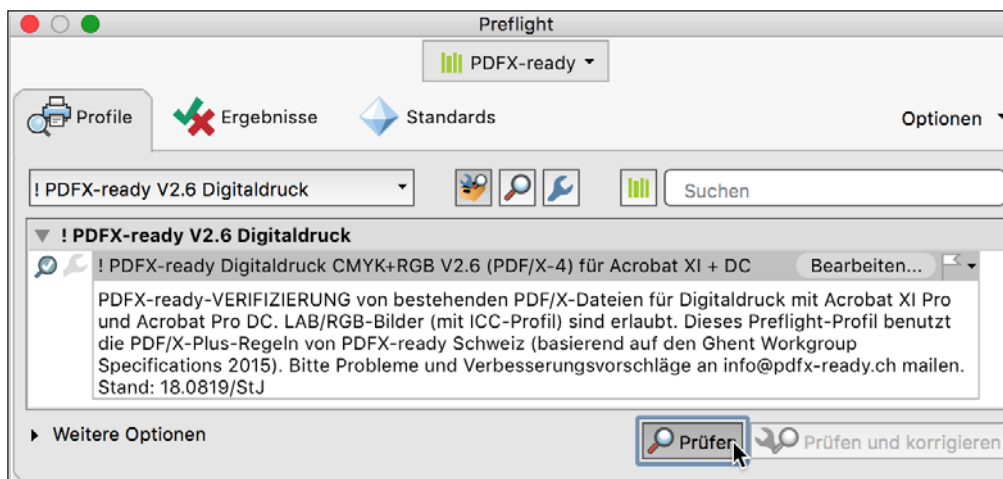 Preflight
PDFX-ready
Profile
Ergebnisse
Standards
Optionen
! PDFX-ready V2.6 Digitaldruck
Suchen
! PDFX-ready V2.6 Digitaldruck
! PDFX-ready Digitaldruck CMYK+RGB V2.6 (PDF/X-4) für Acrobat XI + DC
Bearbeiten...
PDFX-ready-VERIFIZIERUNG von bestehenden PDF/X-Dateien für Digitaldruck mit Acrobat XI Pro
und Acrobat Pro DC. LAB/RGB-Bilder (mit ICC-Profil) sind erlaubt. Dieses Preflight-Profil benutzt
die PDF/X-Plus-Regeln von PDFX-ready Schweiz (basierend auf den Ghent Workgroup
Specifications 2015). Bitte Probleme und Verbesserungsvorschläge an info@pdfx-ready.ch mailen.
Stand: 18.0819/StJ
Weitere Optionen
Prüfen
Prüfen und korrigieren